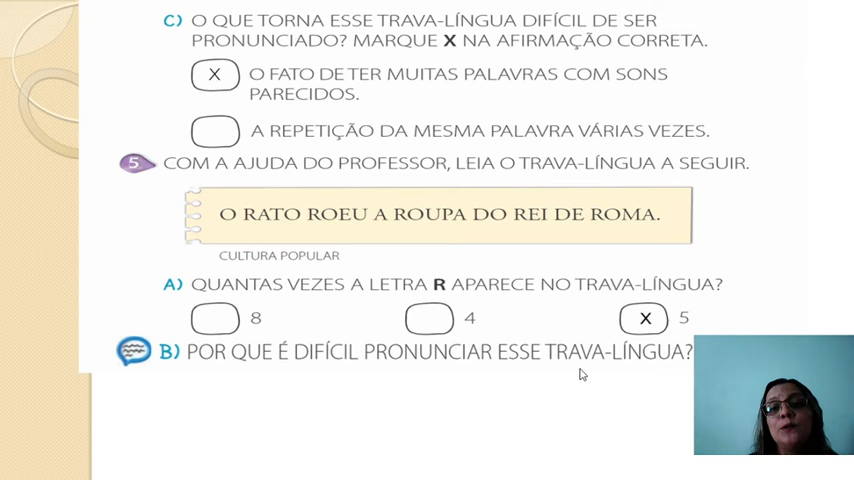 C) O QUE TORNA ESSE TRAVA-LÍNGUA DIFÍCIL DE SER
PRONUNCIADO? MARQUE X NA AFIRMAÇÃO CORRETA.
X O FATO DE TER MUITAS PALAVRAS COM SONS
PARECIDOS.
A REPETIÇÃO DA MESMA PALAVRA VÁRIAS VEZES.
5 COM A AJUDA DO PROFESSOR, LEIA O TRAVA-LÍNGUA A SEGUIR.
O RATO ROEU A ROUPA DO REI DE ROMA.
CULTURA POPULAR
A) QUANTAS VEZES A LETRA R APARECE NO TRAVA-LÍNGUA?
8 4 X 5
B) POR QUE É DIFÍCIL PRONUNCIAR ESSE TRAVA-LÍNGUA?